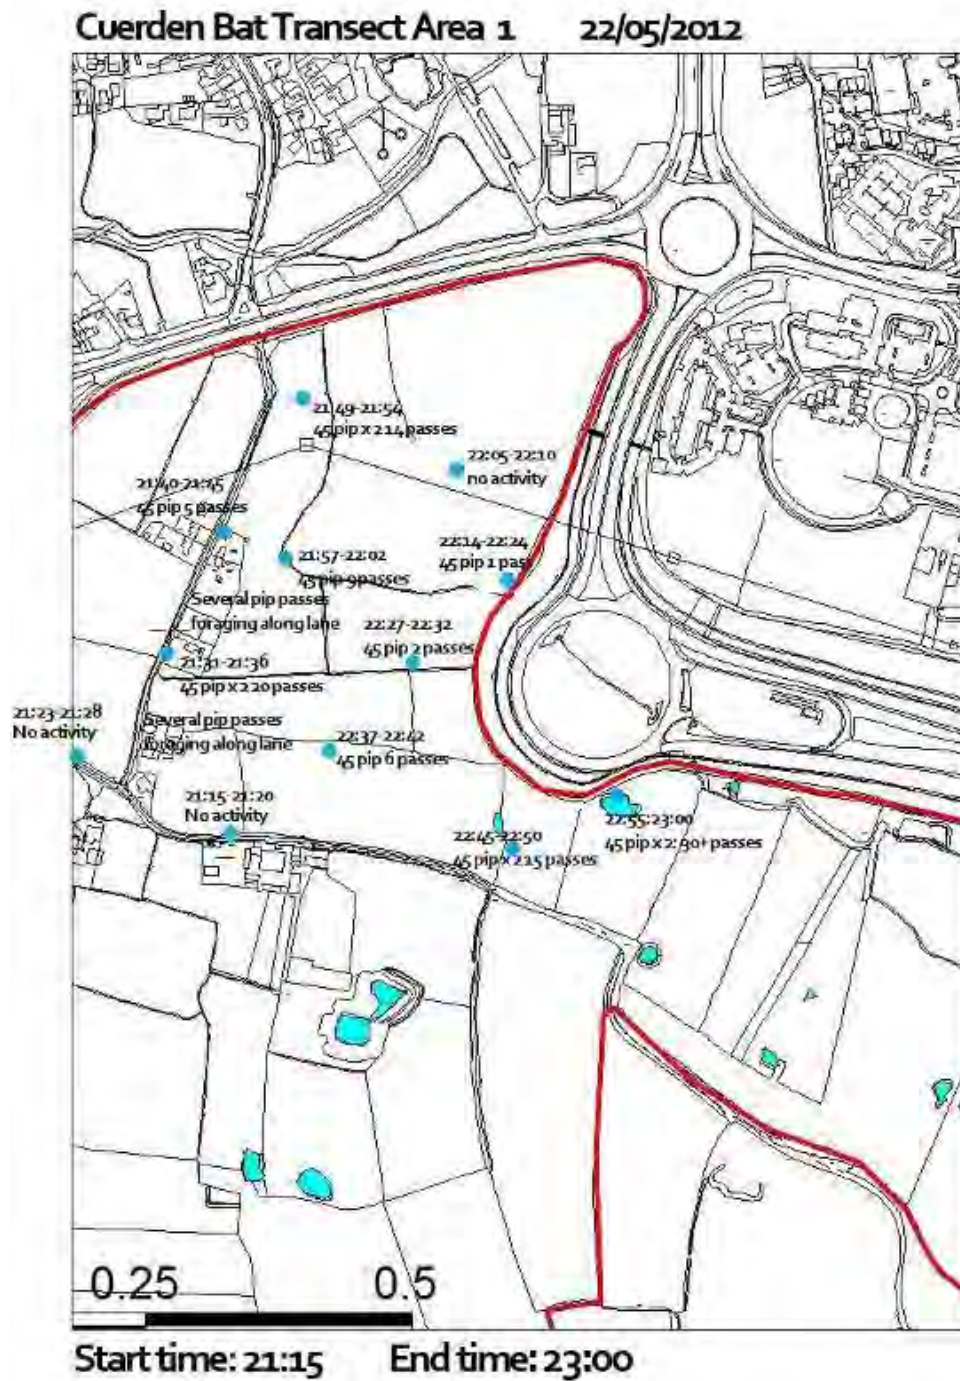 Cuerden Bat Transect Area 1 22/05/2012
21:49-21:54
45 pip x 2 14 passes
22:05-22:10
no activity
21:40-21:45
45 pip 5 passes
22:14-22:24
45 pip 1 pass
21:57-22:02
45 pip 9 passes
Several pip passes
foraging along lane
22:27-22:32
45 pip 2 passes
21:31-21:36
45 pip x 2 20 passes
21:23-21:28
No activity
Several pip passes
foraging along lane
22:37-22:42
45 pip 6 passes
21:15-21:20
No activity
22:45-22:50
45 pip x 2 15 passes
22:55:23:00
45 pip x 2:30+ passes
0.25 0.5
Start time: 21:15 End time: 23:00